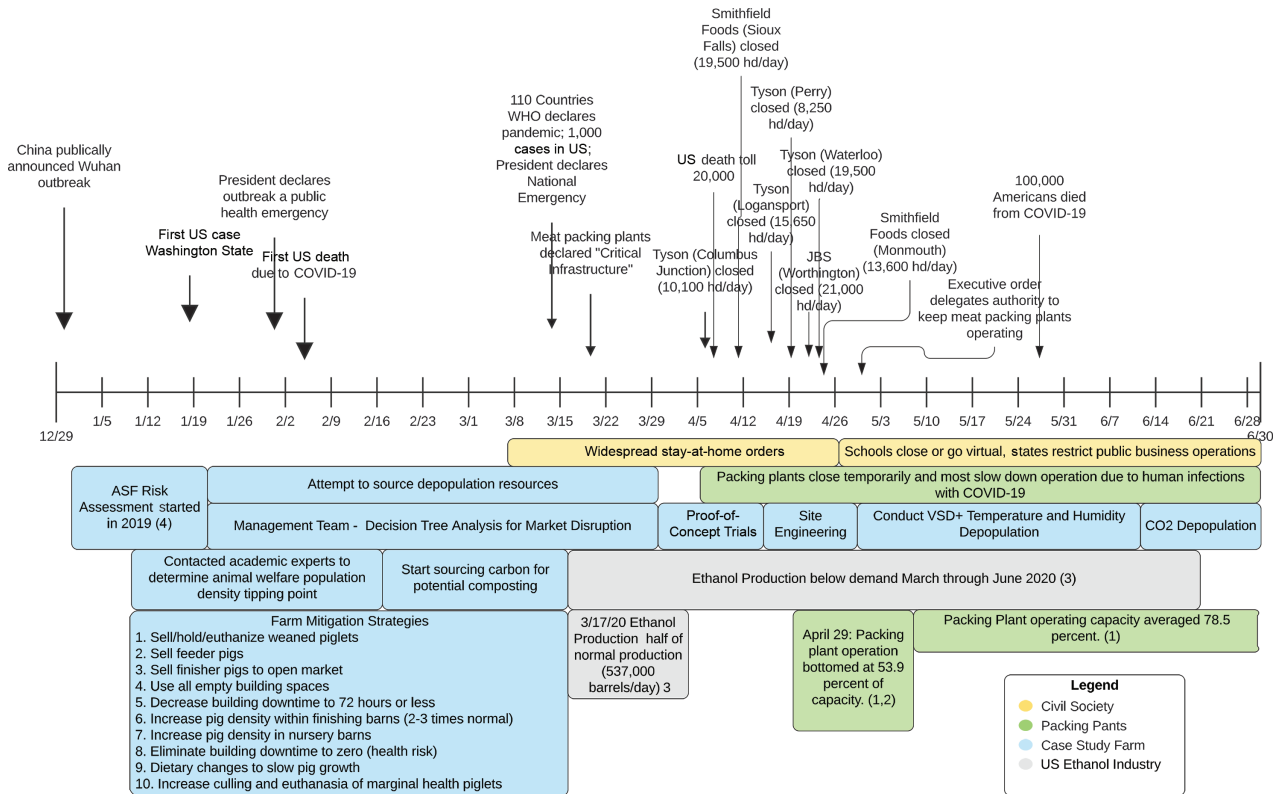 Smithfield
Foods (Sioux
Falls) closed
(19,500 hd/day)
110 Countries
WHO declares
pandemic; 1,000
cases in US;
President declares
National
Emergency
Tyson (Perry)
closed (8,250
hd/day)
China publically
announced Wuhan
outbreak
President declares
outbreak a public
health emergency
First US case
Washington State
First US death
due to COVID-19
Meat packing plants
declared "Critical
Infrastructure"
US death toll
20,000
Tyson (Waterloo)
closed (19,500
hd/day)
Tyson
(Logansport)
closed (15,650
hd/day)
Tyson (Columbus
Junction) closed
(10,100 hd/day)
JBS
(Worthington)
closed (21,000
hd/day)
Smithfield
Foods closed
(Monmouth)
(13,600 hd/day)
100,000
Americans died
from COVID-19
Executive order
delegates authority to
keep meat packing plants
operating
12/29
1/5
1/12
1/19
1/26
2/2
2/9
2/16
2/23
3/1
3/8
3/15
3/22
3/29
4/5
4/12
4/19
4/26
5/3
5/10
5/17
5/24
5/31
6/7
6/14
6/21
6/28
6/30
Widespread stay-at-home orders
Schools close or go virtual, states restrict public business operations
ASF Risk
Assessment started
in 2019 (4)
Attempt to source depopulation resources
Packing plants close temporarily and most slow down operation due to human infections
with COVID-19
Management Team - Decision Tree Analysis for Market Disruption
Proof-of-
Concept Trials
Site
Engineering
Conduct VSD+ Temperature and Humidity
Depopulation
CO2 Depopulation
Contacted academic experts to
determine animal welfare population
density tipping point
Start sourcing carbon for
potential composting
Ethanol Production below demand March through June 2020 (3)
Farm Mitigation Strategies
1. Sell/hold/euthanize weaned piglets
2. Sell feeder pigs
3. Sell finisher pigs to open market
4. Use all empty building spaces
5. Decrease building downtime to 72 hours or less
6. Increase pig density within finishing barns (2-3 times normal)
7. Increase pig density in nursery barns
8. Eliminate building downtime to zero (health risk)
9. Dietary changes to slow pig growth
10. Increase culling and euthanasia of marginal health piglets
3/17/20 Ethanol
Production half of
normal production
(537,000
barrels/day) 3
April 29: Packing
plant operation
bottomed at 53.9
percent of
capacity. (1,2)
Packing Plant operating capacity averaged 78.5
percent. (1)
Legend
Civil Society
Packing Pants
Case Study Farm
US Ethanol Industry